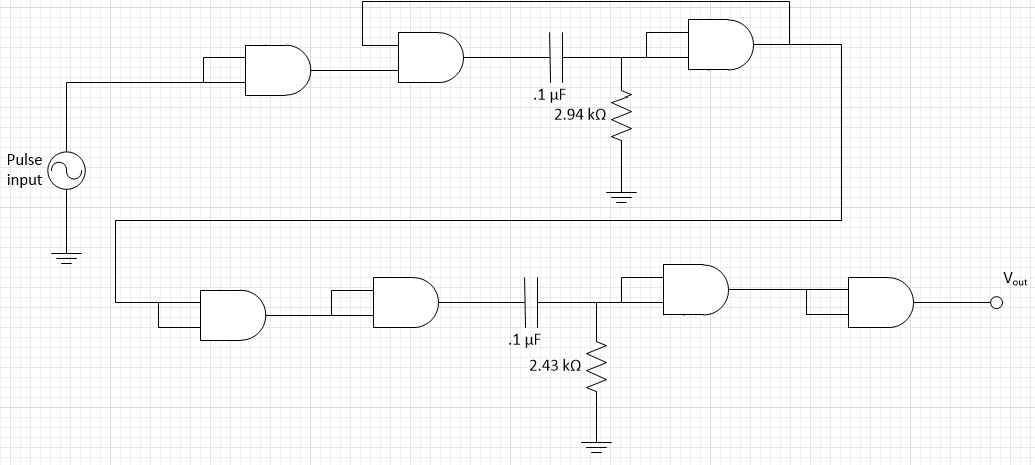 .1 µF
2.94 kΩ
Pulse
input
Vout
.1 µF
2.43 kΩ